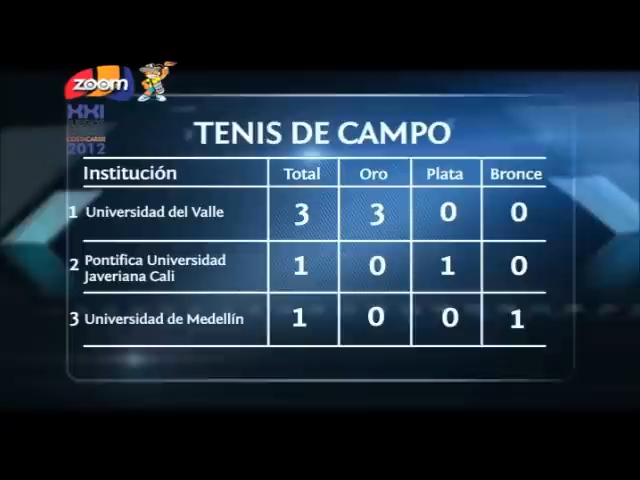 zoom
XXI
2012
TENIS DE CAMPO
Institución Total Oro Plata Bronce
1 Universidad del Valle 3 3 0 0
2 Pontifica Universidad
Javeriana Cali 1 0 1 0
3 Universidad de Medellín 1 0 0 1